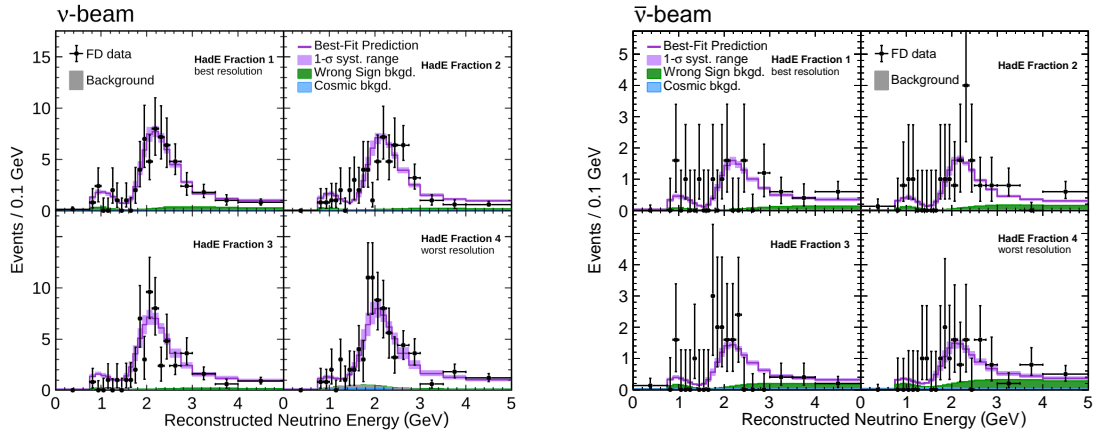 ν-beam
FD data
Background
HadE Fraction 1
best resolution
Best-Fit Prediction
1-σ syst. range
Wrong Sign bkgd.
Cosmic bkgd.
HadE Fraction 2
HadE Fraction 3
HadE Fraction 4
worst resolution
Events / 0.1 GeV
15
10
5
0
10
5
0
0 1 2 3 4 0 1 2 3 4 5
Reconstructed Neutrino Energy (GeV)
ν̄-beam
Best-Fit Prediction
1-σ syst. range
Wrong Sign bkgd.
Cosmic bkgd.
HadE Fraction 1
best resolution
FD data
Background
HadE Fraction 2
HadE Fraction 3
HadE Fraction 4
worst resolution
Events / 0.1 GeV
5
4
3
2
1
0
4
3
2
1
0
0 1 2 3 4 0 1 2 3 4 5
Reconstructed Neutrino Energy (GeV)